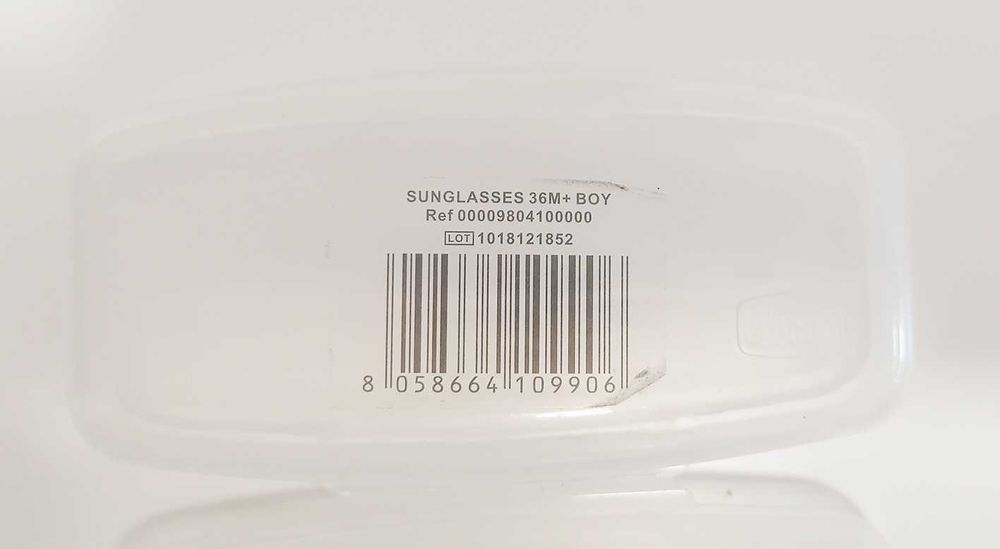 SUNGLASSES 36M+ BOY
Ref 00009804100000
LOT 1018121852
8 058664 109906